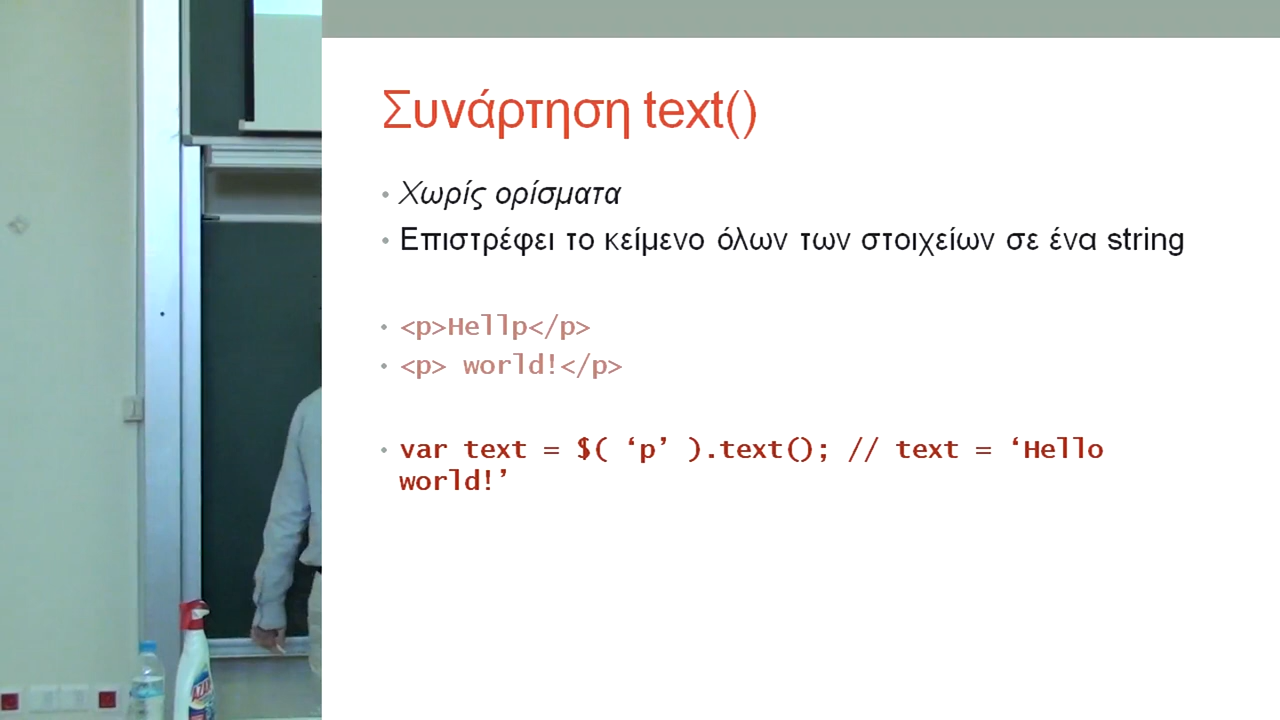 Συνάρτηση text()
• Χωρίς ορίσματα
• Επιστρέφει το κείμενο όλων των στοιχείων σε ένα string
• <p>Hellp</p>
• <p> world!</p>
• var text = $( ‘p’ ).text(); // text = ‘Hello
world!’